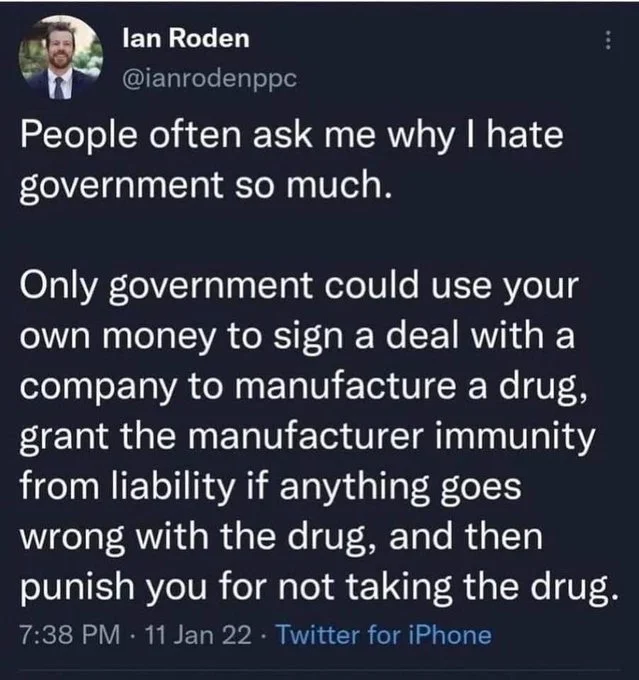 Ian Roden
@ianrodenppc
People often ask me why I hate
government so much.
Only government could use your
own money to sign a deal with a
company to manufacture a drug,
grant the manufacturer immunity
from liability if anything goes
wrong with the drug, and then
punish you for not taking the drug.
7:38 PM · 11 Jan 22 · Twitter for iPhone